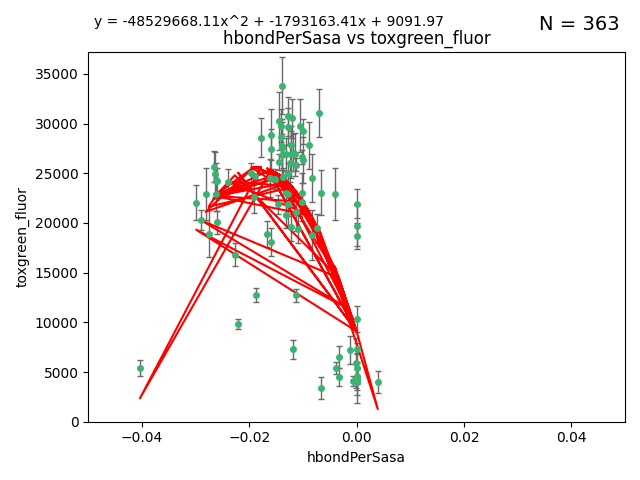 y = -48529668.11x^2 + -1793163.41x + 9091.97
N = 363
hbondPerSasa vs toxgreen_fluor
toxgreen_fluor
35000
30000
25000
20000
15000
10000
5000
0
−0.04
−0.02
0.00
0.02
0.04
hbondPerSasa